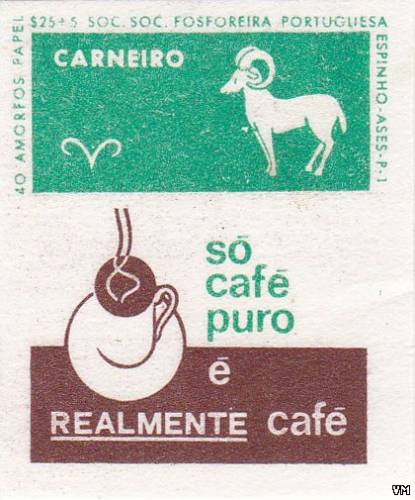 $25+5 SOC. SOC. FOSFOREIRA PORTUGUESA
40 AMORFOS PAPEL
ESPINHO-ASES-P-1
CARNEIRO
só
café
puro
é
REALMENTE café
VM